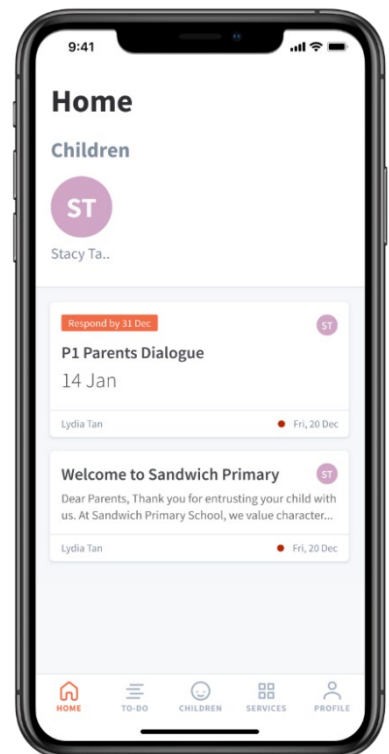 9:41
Home
Children
ST
Stacy Ta..
Respond by 31 Dec
ST
P1 Parents Dialogue
14 Jan
Lydia Tan Fri, 20 Dec
Welcome to Sandwich Primary
ST
Dear Parents, Thank you for entrusting your child with
us. At Sandwich Primary School, we value character...
Lydia Tan Fri, 20 Dec
HOME TO-DO CHILDREN SERVICES PROFILE